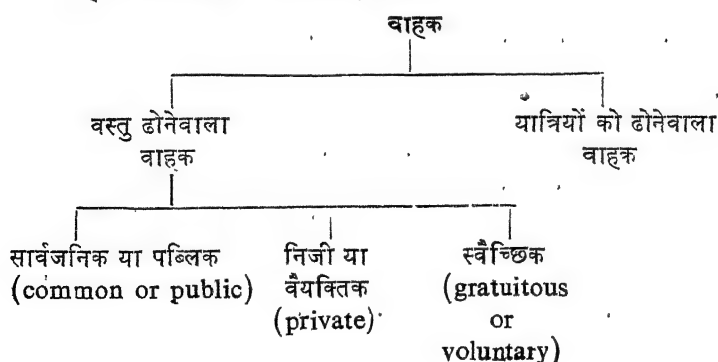 वाहक
वस्तु ढोनेवाला
वाहक
यात्रियों को ढोनेवाला
वाहक
सार्वजनिक या पब्लिक
(common or public)
निजी या
वैयक्तिक
(private)
स्वैच्छिक
(gratuitous
or
voluntary)